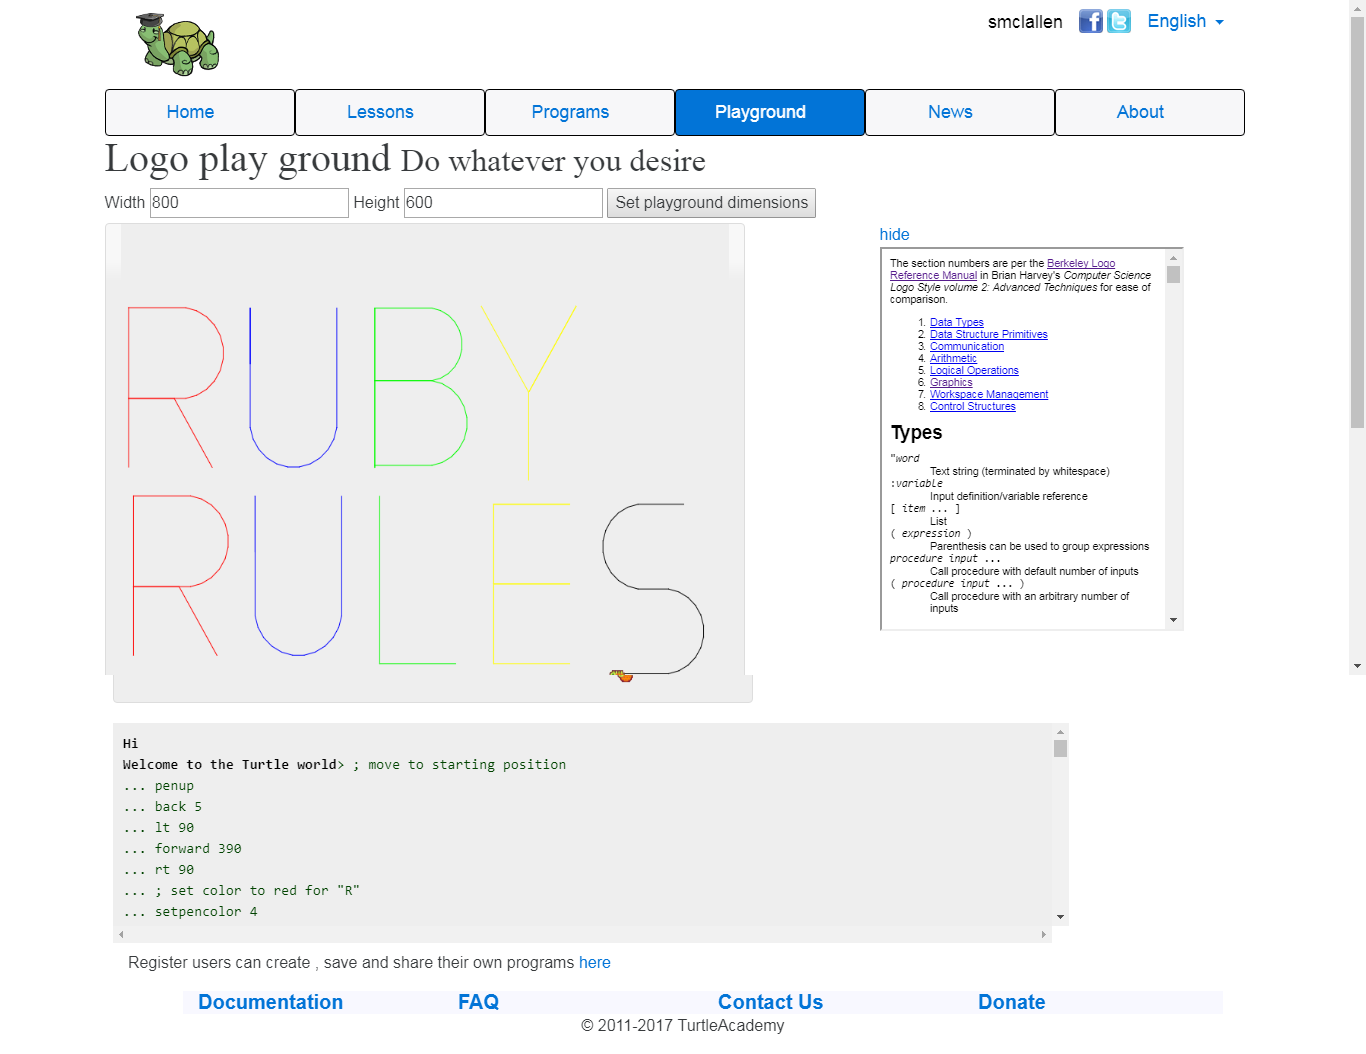 smclallen English
Home Lessons Programs Playground News About
Logo play ground Do whatever you desire
Width 800 Height 600 Set playground dimensions
RUBY
RULES
hide
The section numbers are per the Berkeley Logo
Reference Manual in Brian Harvey's Computer Science
Logo Style volume 2: Advanced Techniques for ease of
comparison.
1. Data Types
2. Data Structure Primitives
3. Communication
4. Arithmetic
5. Logical Operations
6. Graphics
7. Workspace Management
8. Control Structures
Types
"word
Text string (terminated by whitespace)
:variable
Input definition/variable reference
[ item ... ]
List
( expression )
Parenthesis can be used to group expressions
procedure input ...
Call procedure with default number of inputs
( procedure input ... )
Call procedure with an arbitrary number of
inputs
Hi
Welcome to the Turtle world> ; move to starting position
... penup
... back 5
... lt 90
... forward 390
... rt 90
... ; set color to red for "R"
... setpencolor 4
Register users can create , save and share their own programs here
Documentation FAQ Contact Us Donate
© 2011-2017 TurtleAcademy